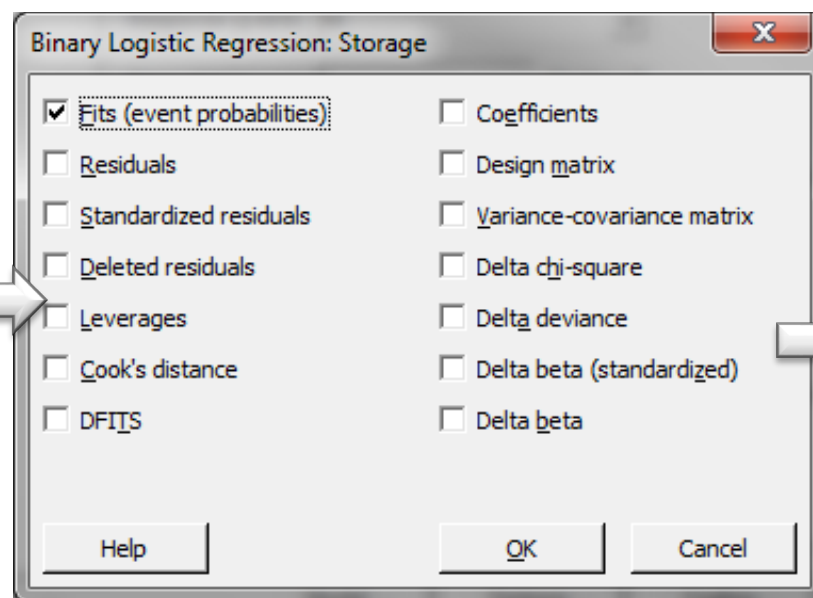 Binary Logistic Regression: Storage
Fits (event probabilities)
Residuals
Standardized residuals
Deleted residuals
Leverages
Cook's distance
DFITS
Coefficients
Design matrix
Variance-covariance matrix
Delta chi-square
Delta deviance
Delta beta (standardized)
Delta beta
Help
OK
Cancel